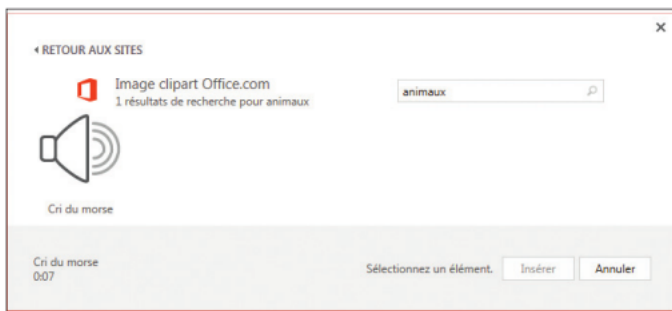 RETOUR AUX SITES
Image clipart Office.com
1 résultats de recherche pour animaux
animaux
Cri du morse
Cri du morse
0:07
Sélectionnez un élément.
Insérer
Annuler